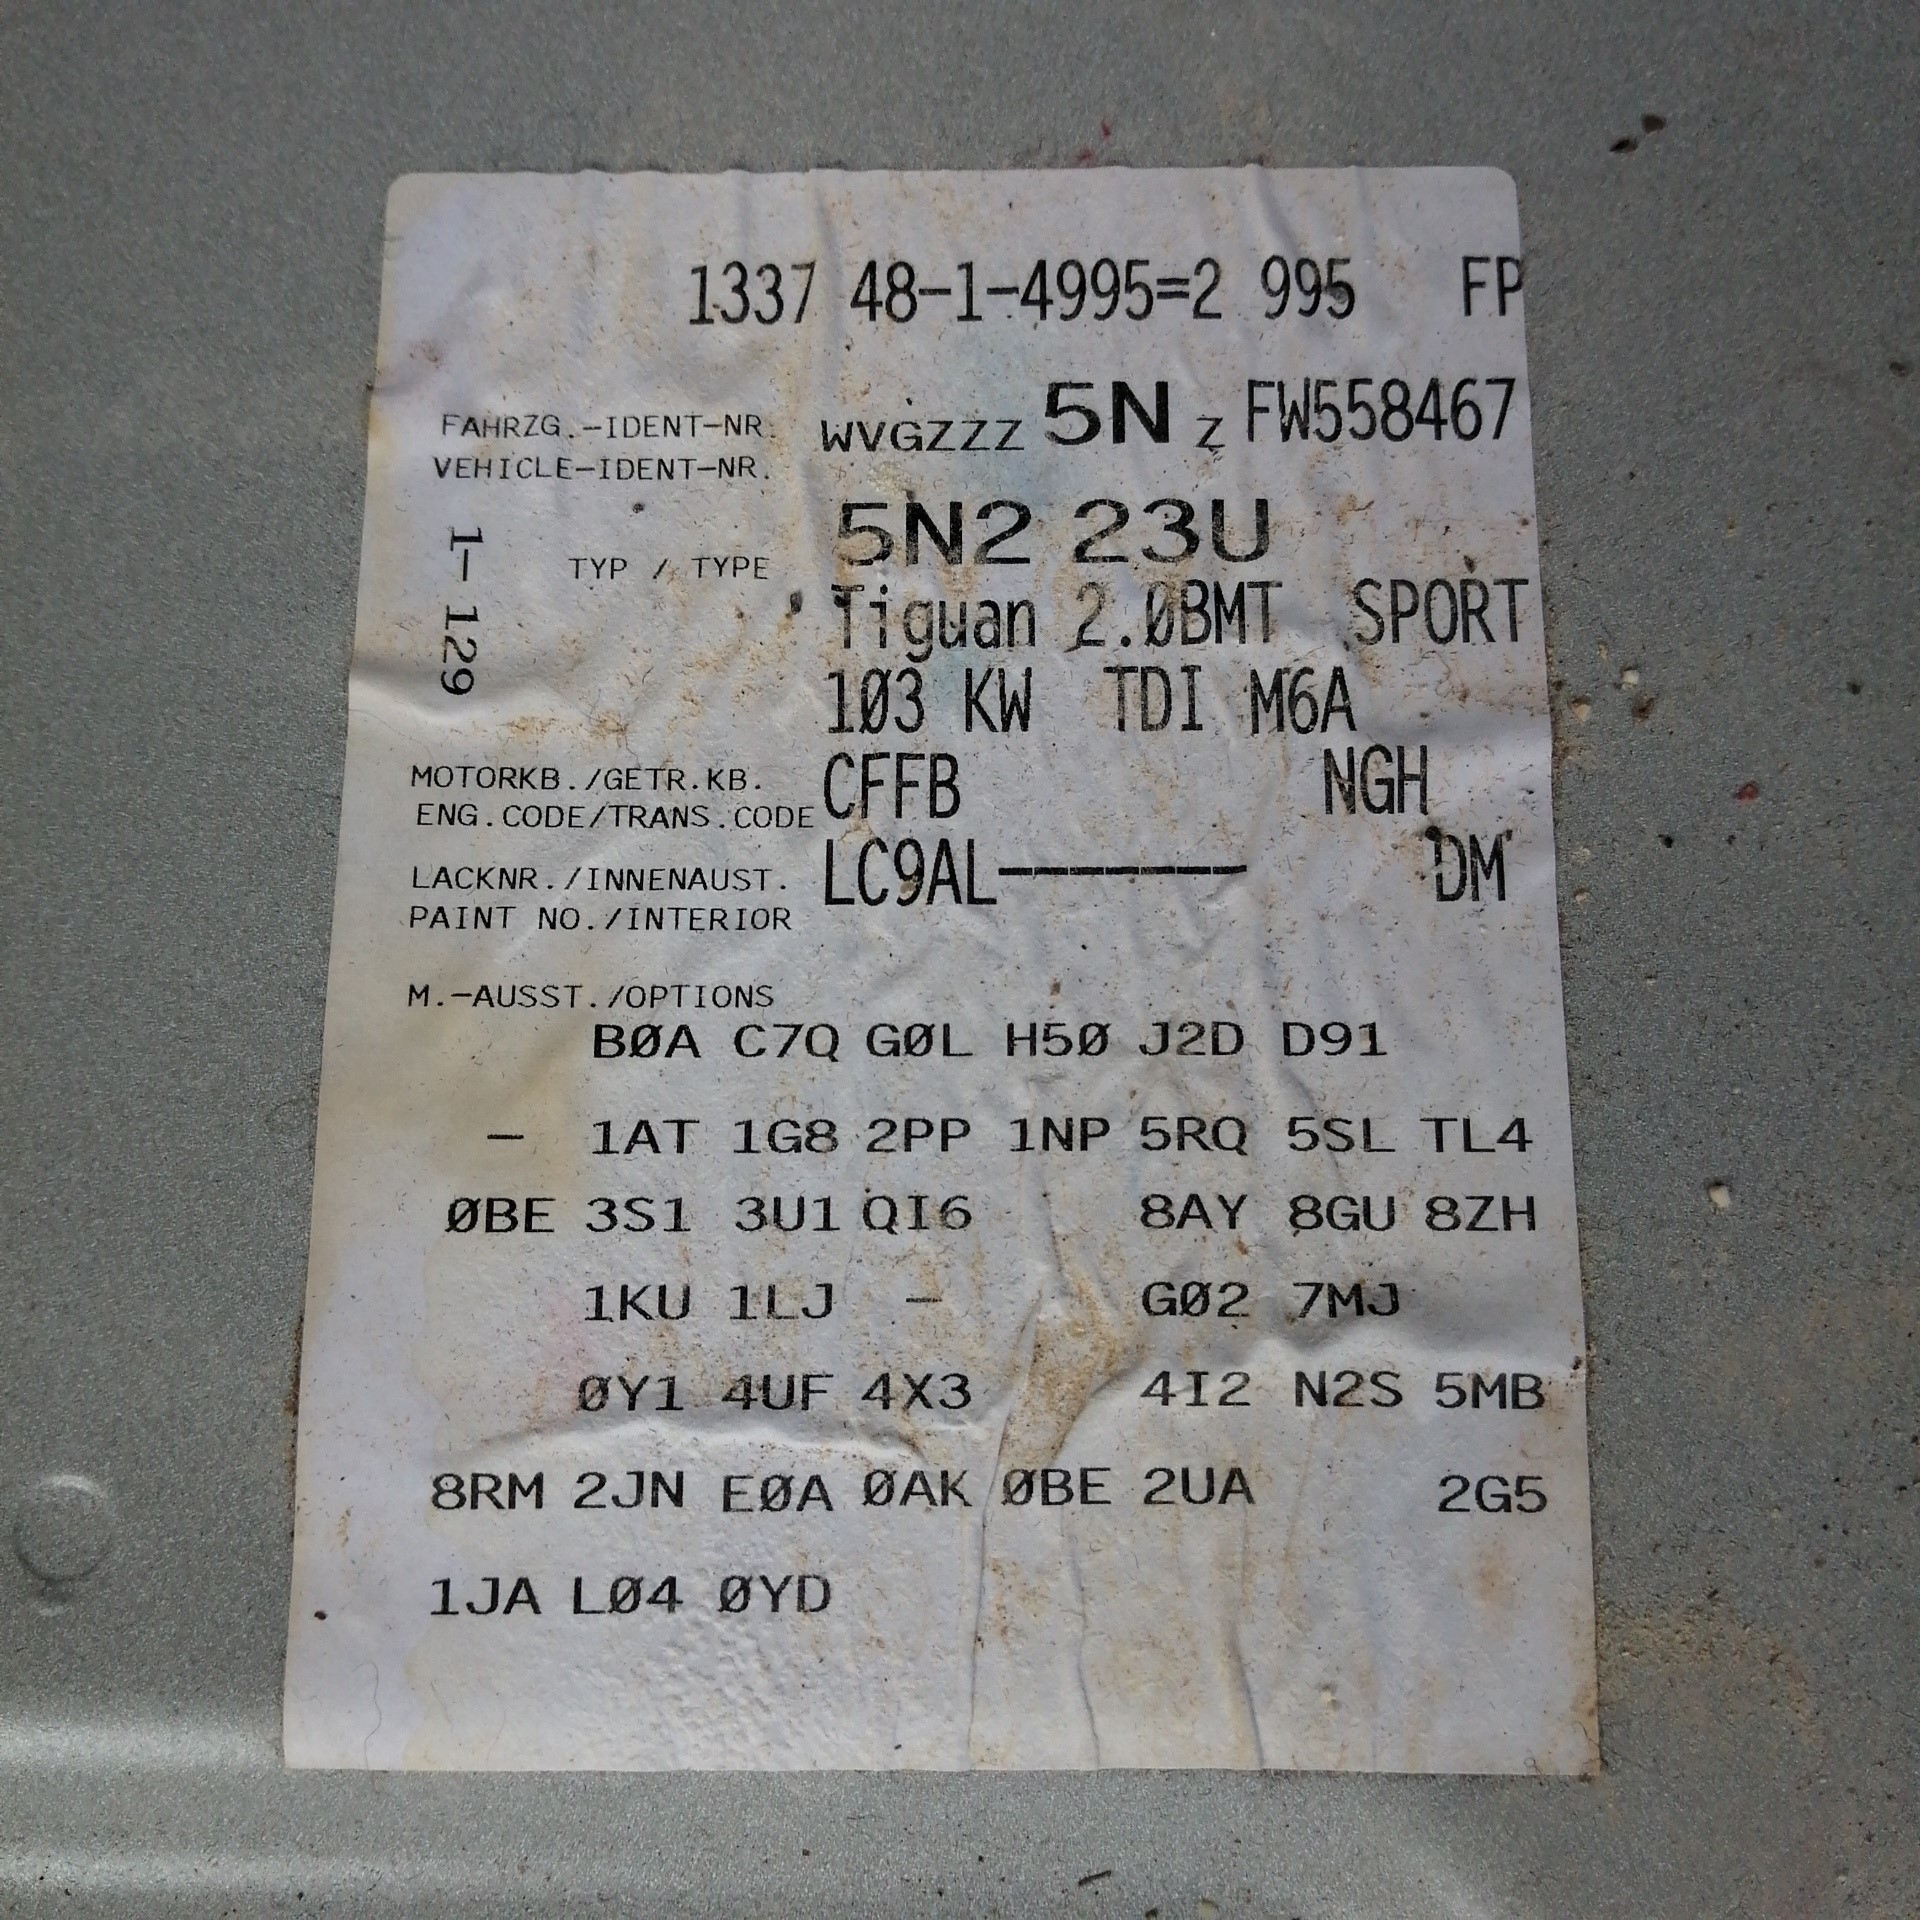 1337 48-1-4995=2 995 FP
FAHRZG.-IDENT-NR. WVGZZZ 5N Z FW558467
VEHICLE-IDENT-NR.
5N2 23U
TYP / TYPE
1- 129
Tiguan 2.0BMT SPORT
103 KW TDI M6A
MOTORKB./GETR.KB. CFFB NGH
ENG.CODE/TRANS.CODE
LACKNR./INNENAUST. LC9AL------- DM
PAINT NO./INTERIOR
M.-AUSST./OPTIONS
B0A C7Q G0L H50 J2D D91
- 1AT 1G8 2PP 1NP 5RQ 5SL TL4
0BE 3S1 3U1 QI6 8AY 8GU 8ZH
1KU 1LJ - G02 7MJ
0Y1 4UF 4X3 4I2 N2S 5MB
8RM 2JN E0A 0AK 0BE 2UA 2G5
1JA L04 0YD